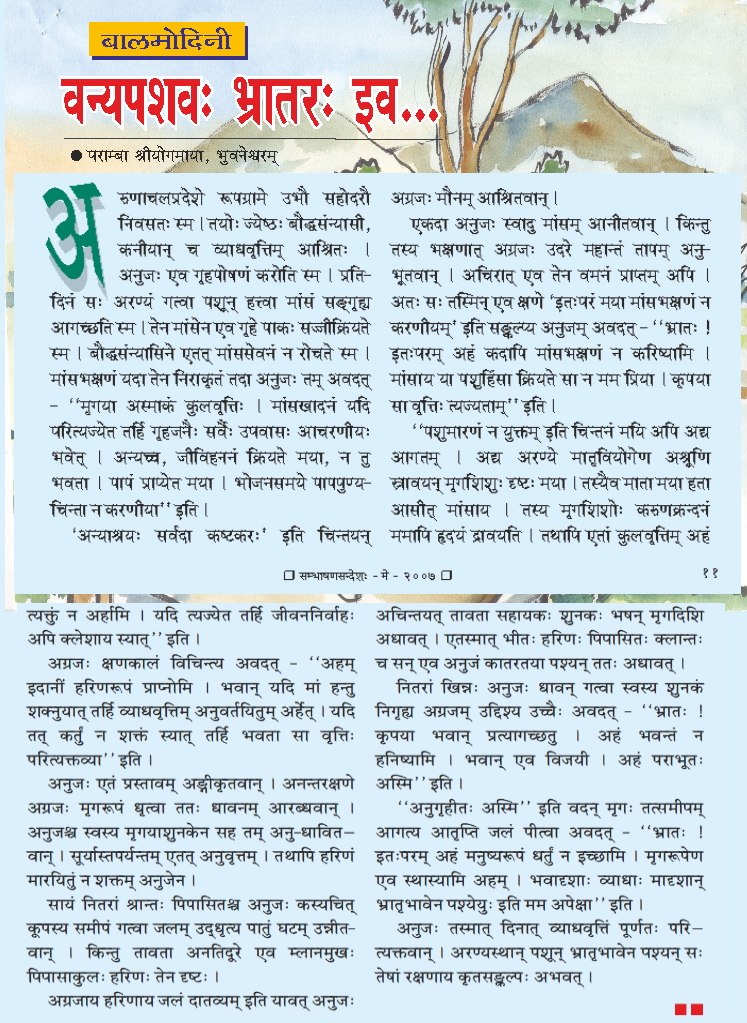 बालमोदिनी
वन्यपशवः भ्रातरः इव...
● पराम्बा श्रीयोगमाया, भुवनेश्वरम्
अरुणाचलप्रदेशे रूपग्रामे उभौ सहोदरौ
निवसतः स्म । तयोः ज्येष्ठः बौद्धसंन्यासी,
कनीयान् च व्याधवृत्तिम् आश्रितः ।
अनुजः एव गृहपोषणं करोति स्म । प्रति-
दिनं सः अरण्यं गत्वा पशून् हत्त्वा मांसं सङ्गृह्य
आगच्छति स्म । तेन मांसेन एव गृहे पाकः सज्जीक्रियते
स्म । बौद्धसंन्यासिने एतत् मांससेवनं न रोचते स्म ।
मांसभक्षणं यदा तेन निराकृतं तदा अनुजः तम् अवदत्
- ‘‘मृगया अस्माकं कुलवृत्तिः । मांसखादनं यदि
परित्यज्येत तर्हि गृहजनैः सर्वैः उपवासः आचरणीयः
भवेत् । अन्यच्च, जीविहननं क्रियते मया, न तु
भवता । पापं प्राप्येत मया । भोजनसमये पापपुण्य-
चिन्ता न करणीया’’ इति ।
‘अन्याश्रयः सर्वदा कष्टकरः’ इति चिन्तयन्
अग्रजः मौनम् आश्रितवान् ।
एकदा अनुजः स्वादु मांसम् आनीतवान् । किन्तु
तस्य भक्षणात् अग्रजः उदरे महान्तं तापम् अनु-
भूतवान् । अचिरात् एव तेन वमनं प्राप्तम् अपि ।
अतः सः तस्मिन् एव क्षणे ‘इतःपरं मया मांसभक्षणं न
करणीयम्’ इति सङ्कल्प्य अनुजम् अवदत् - ‘‘भ्रातः !
इतःपरम् अहं कदापि मांसभक्षणं न करिष्यामि ।
मांसाय या पशुहिंसा क्रियते सा न मम प्रिया । कृपया
सा वृत्तिः त्यज्यताम्’’ इति ।
‘‘पशुमारणं न युक्तम् इति चिन्तनं मयि अपि अद्य
आगतम् । अद्य अरण्ये मातृवियोगेण अश्रूणि
स्रावयन् मृगशिशुः दृष्टः मया । तस्यैव माता मया हता
आसीत् मांसाय । तस्य मृगशिशोः करुणक्रन्दनं
ममापि हृदयं द्रावयति । तथापि एतां कुलवृत्तिम् अहं
❒ सम्भाषणसन्देशः - मे - २००७ ❒
११
त्यक्तुं न अर्हामि । यदि त्यज्येत तर्हि जीवननिर्वाहः
अपि क्लेशाय स्यात्’’ इति ।
अग्रजः क्षणकालं विचिन्त्य अवदत् - ‘‘अहम्
इदानीं हरिणरूपं प्राप्नोमि । भवान् यदि मां हन्तु
शक्नुयात् तर्हि व्याधवृत्तिम् अनुवर्तयितुम् अर्हेत् । यदि
तत् कर्तुं न शक्तं स्यात् तर्हि भवता सा वृत्तिः
परित्यक्तव्या’’ इति ।
अनुजः एतं प्रस्तावम् अङ्गीकृतवान् । अनन्तरक्षणे
अग्रजः मृगरूपं धृत्वा ततः धावनम् आरब्धवान् ।
अनुजश्च स्वस्य मृगयाशुनकेन सह तम् अनु-धावित–
वान् । सूर्यास्तपर्यन्तम् एतत् अनुवृत्तम् । तथापि हरिणं
मारयितुं न शक्तम् अनुजेन ।
सायं नितरां श्रान्तः पिपासितश्च अनुजः कस्यचित्
कूपस्य समीपं गत्वा जलम् उद्धृत्य पातुं घटम् उन्नीत-
वान् । किन्तु तावता अनतिदूरे एव म्लानमुखः
पिपासाकुलः हरिणः तेन दृष्टः ।
अग्रजाय हरिणाय जलं दातव्यम् इति यावत् अनुजः
अचिन्तयत् तावता सहायकः शुनकः भषन् मृगदिशि
अधावत् । एतस्मात् भीतः हरिणः पिपासितः क्लान्तः
च सन् एव अनुजं कातरतया पश्यन् ततः अधावत् ।
नितरां खिन्नः अनुजः धावन् गत्वा स्वस्य शुनकं
निगृह्य अग्रजम् उद्दिश्य उच्चैः अवदत् - ‘‘भ्रातः !
कृपया भवान् प्रत्यागच्छतु । अहं भवन्तं न
हनिष्यामि । भवान् एव विजयी । अहं पराभूतः
अस्मि’’ इति ।
‘‘अनुगृहीतः अस्मि’’ इति वदन् मृगः तत्समीपम्
आगत्य आतृप्ति जलं पीत्वा अवदत् - ‘‘भ्रातः !
इतःपरम् अहं मनुष्यरूपं धर्तुं न इच्छामि । मृगरूपेण
एव स्थास्यामि अहम् । भवादृशाः व्याधाः मादृशान्
भ्रातृभावेन पश्येयुः इति मम अपेक्षा’’ इति ।
अनुजः तस्मात् दिनात् व्याधवृत्तिं पूर्णतः परि–
त्यक्तवान् । अरण्यस्थान् पशून् भ्रातृभावेन पश्यन् सः
तेषां रक्षणाय कृतसङ्कल्पः अभवत् ।